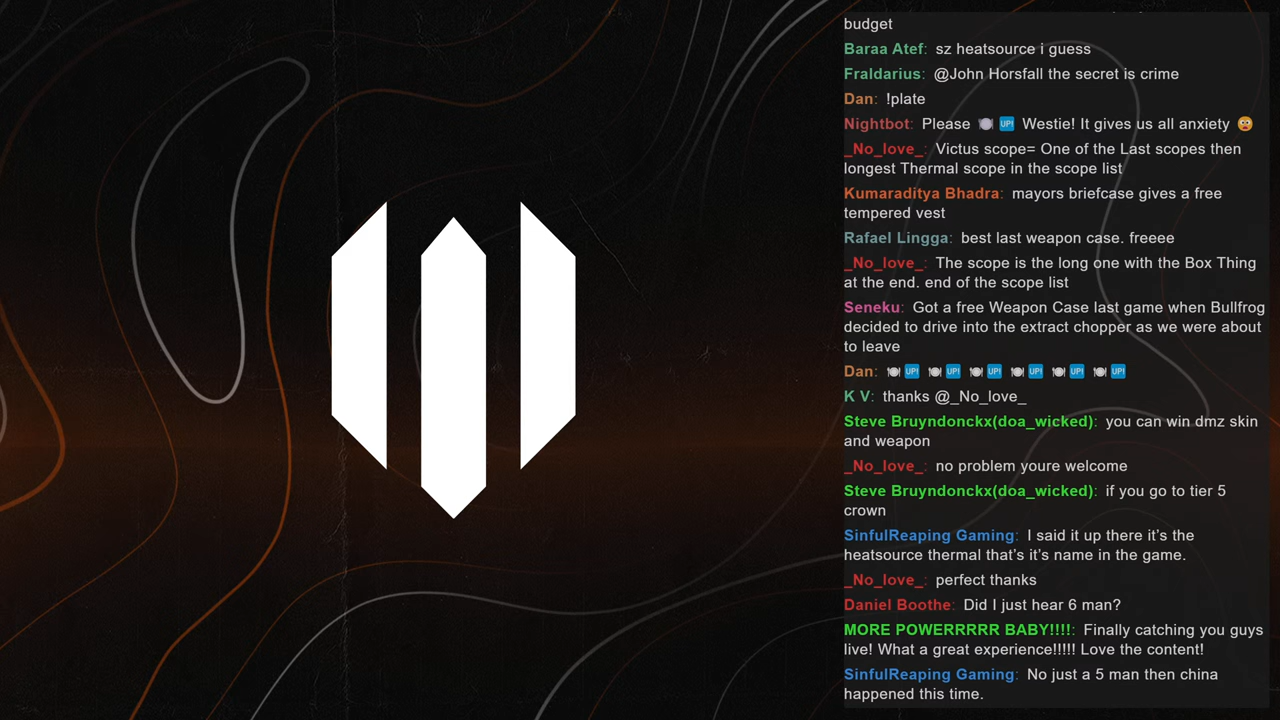 budget
Baraa Atef: sz heatsource i guess
Fraldarius: @John Horsfall the secret is crime
Dan: !plate
Nightbot: Please 🍽️ 🆙 Westie! It gives us all anxiety 😨
_No_love_: Victus scope= One of the Last scopes then
longest Thermal scope in the scope list
Kumaraditya Bhadra: mayors briefcase gives a free
tempered vest
Rafael Lingga: best last weapon case. freeee
_No_love_: The scope is the long one with the Box Thing
at the end. end of the scope list
Seneku: Got a free Weapon Case last game when Bullfrog
decided to drive into the extract chopper as we were about
to leave
Dan: 🍽️🆙 🍽️🆙 🍽️🆙 🍽️🆙 🍽️🆙 🍽️🆙
K V: thanks @_No_love_
Steve Bruyndonckx(doa_wicked): you can win dmz skin
and weapon
_No_love_: no problem youre welcome
Steve Bruyndonckx(doa_wicked): if you go to tier 5
crown
SinfulReaping Gaming: I said it up there it's the
heatsource thermal that's it's name in the game.
_No_love_: perfect thanks
Daniel Boothe: Did I just hear 6 man?
MORE POWERRRRR BABY!!!!: Finally catching you guys
live! What a great experience!!!!! Love the content!
SinfulReaping Gaming: No just a 5 man then china
happened this time.